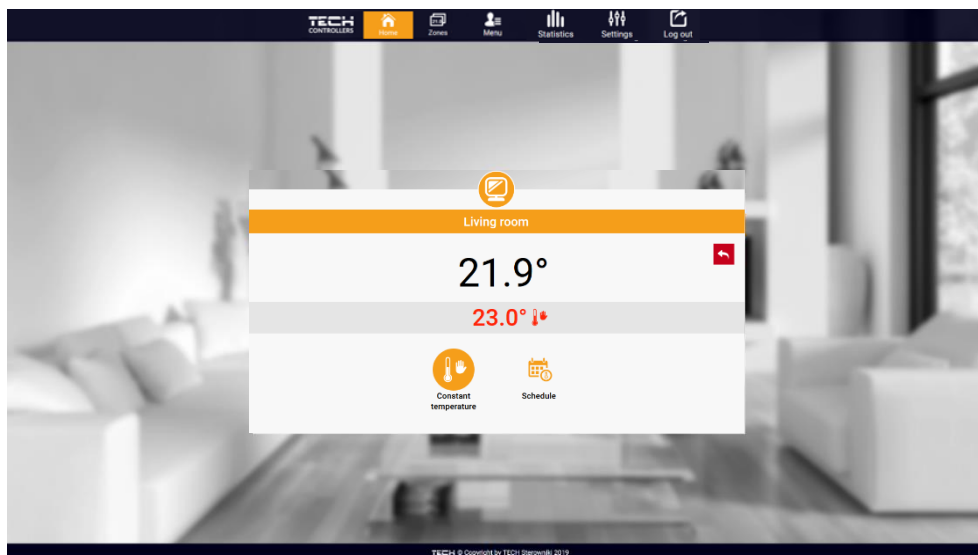 TECH
CONTROLLERS
Home
Zones
Menu
Statistics
Settings
Log out
Living room
21.9°
23.0°
Constant
temperature
Schedule
TECH © Copyright by TECH Sterowniki 2019